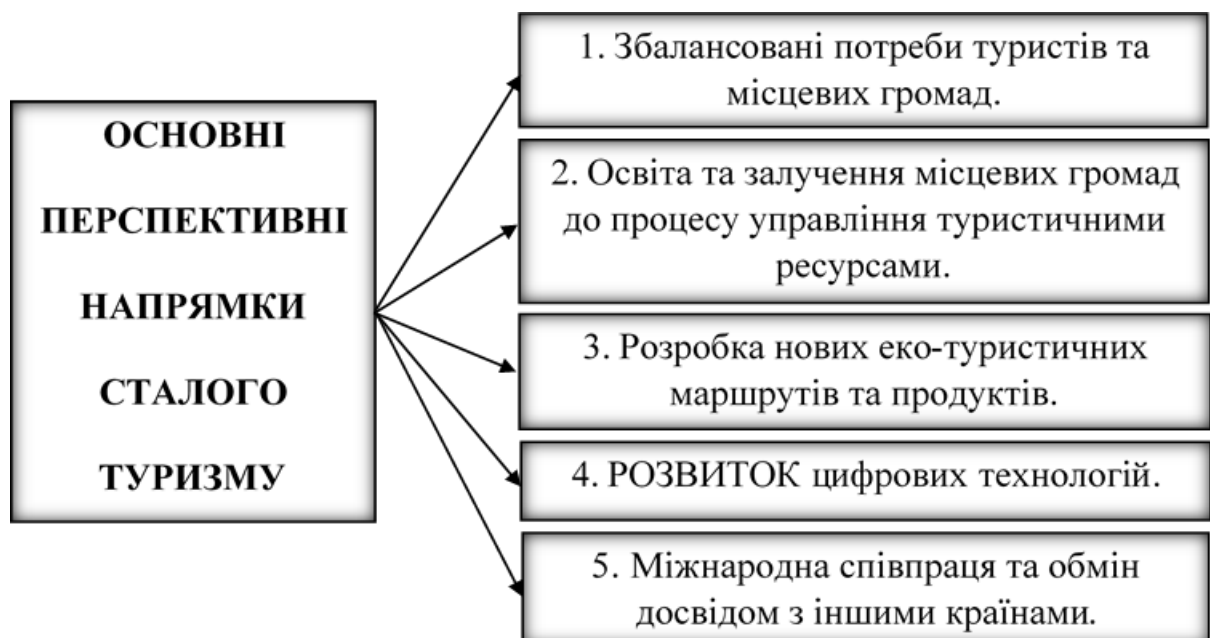 ОСНОВНІ
ПЕРСПЕКТИВНІ
НАПРЯМКИ
СТАЛОГО
ТУРИЗМУ
1. Збалансовані потреби туристів та
місцевих громад.
2. Освіта та залучення місцевих громад
до процесу управління туристичними
ресурсами.
3. Розробка нових еко-туристичних
маршрутів та продуктів.
4. РОЗВИТОК цифрових технологій.
5. Міжнародна співпраця та обмін
досвідом з іншими країнами.